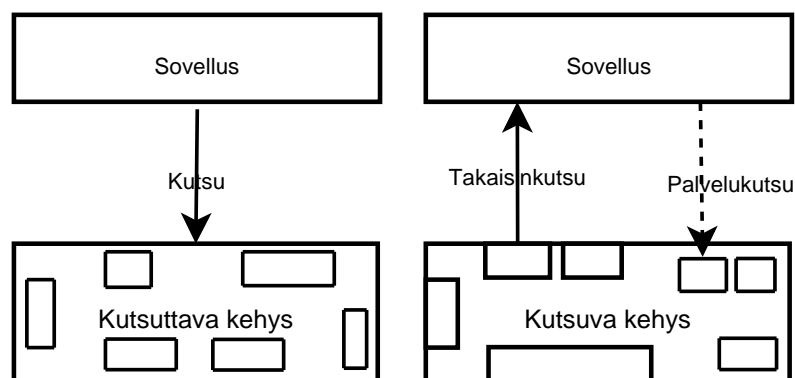 Sovellus
Sovellus
Kutsu
Takaisinkutsu
Palvelukutsu
Kutsuttava kehys
Kutsuva kehys